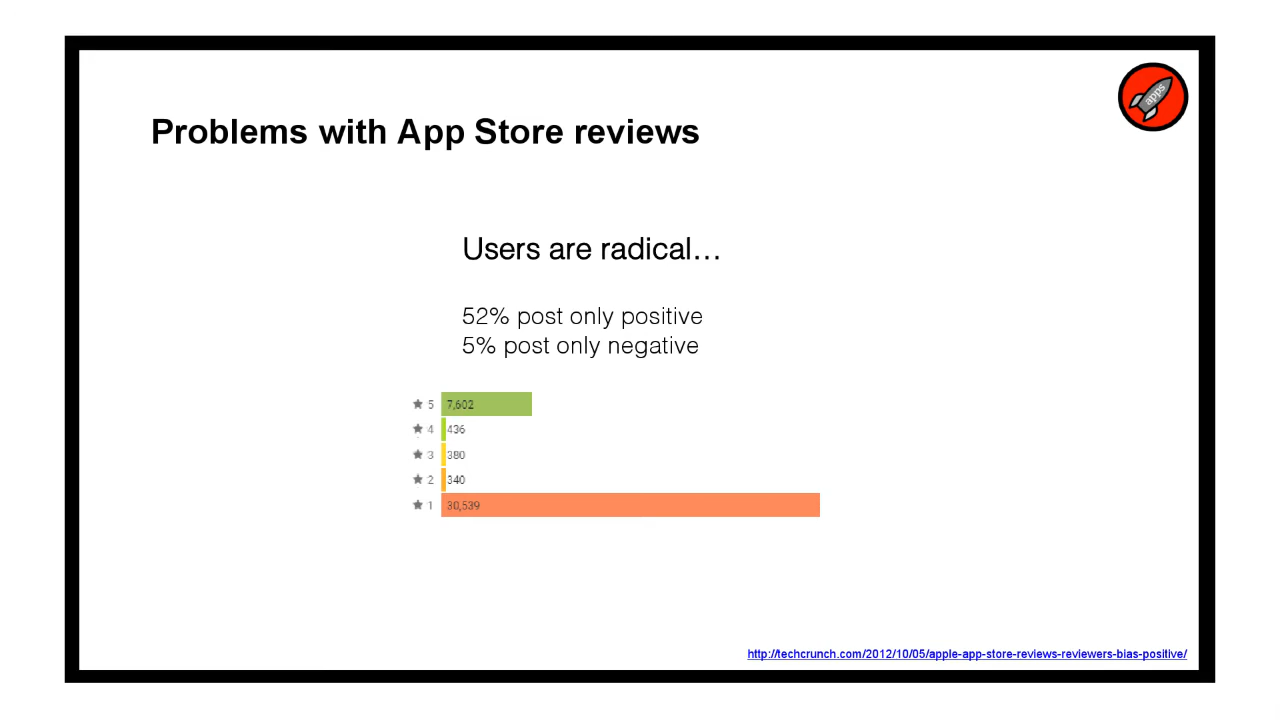 apps
Problems with App Store reviews
Users are radical…
52% post only positive
5% post only negative
★ 5 7,602
★ 4 436
★ 3 380
★ 2 340
★ 1 30,539
http://techcrunch.com/2012/10/05/apple-app-store-reviews-reviewers-bias-positive/